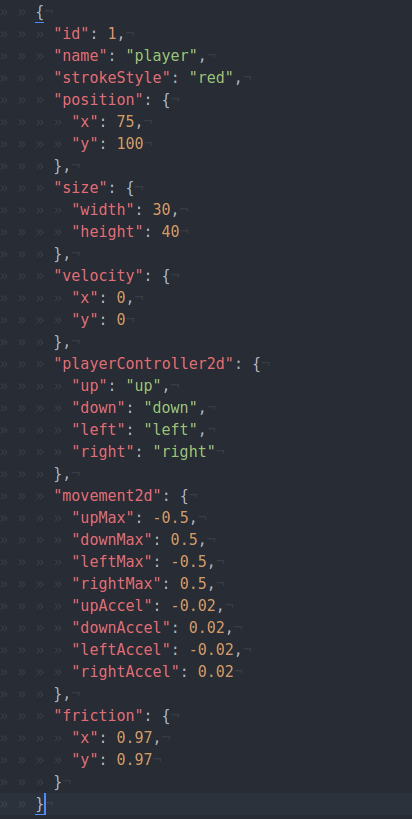 {
"id": 1,
"name": "player",
"strokeStyle": "red",
"position": {
"x": 75,
"y": 100
},
"size": {
"width": 30,
"height": 40
},
"velocity": {
"x": 0,
"y": 0
},
"playerController2d": {
"up": "up",
"down": "down",
"left": "left",
"right": "right"
},
"movement2d": {
"upMax": -0.5,
"downMax": 0.5,
"leftMax": -0.5,
"rightMax": 0.5,
"upAccel": -0.02,
"downAccel": 0.02,
"leftAccel": -0.02,
"rightAccel": 0.02
},
"friction": {
"x": 0.97,
"y": 0.97
}
}